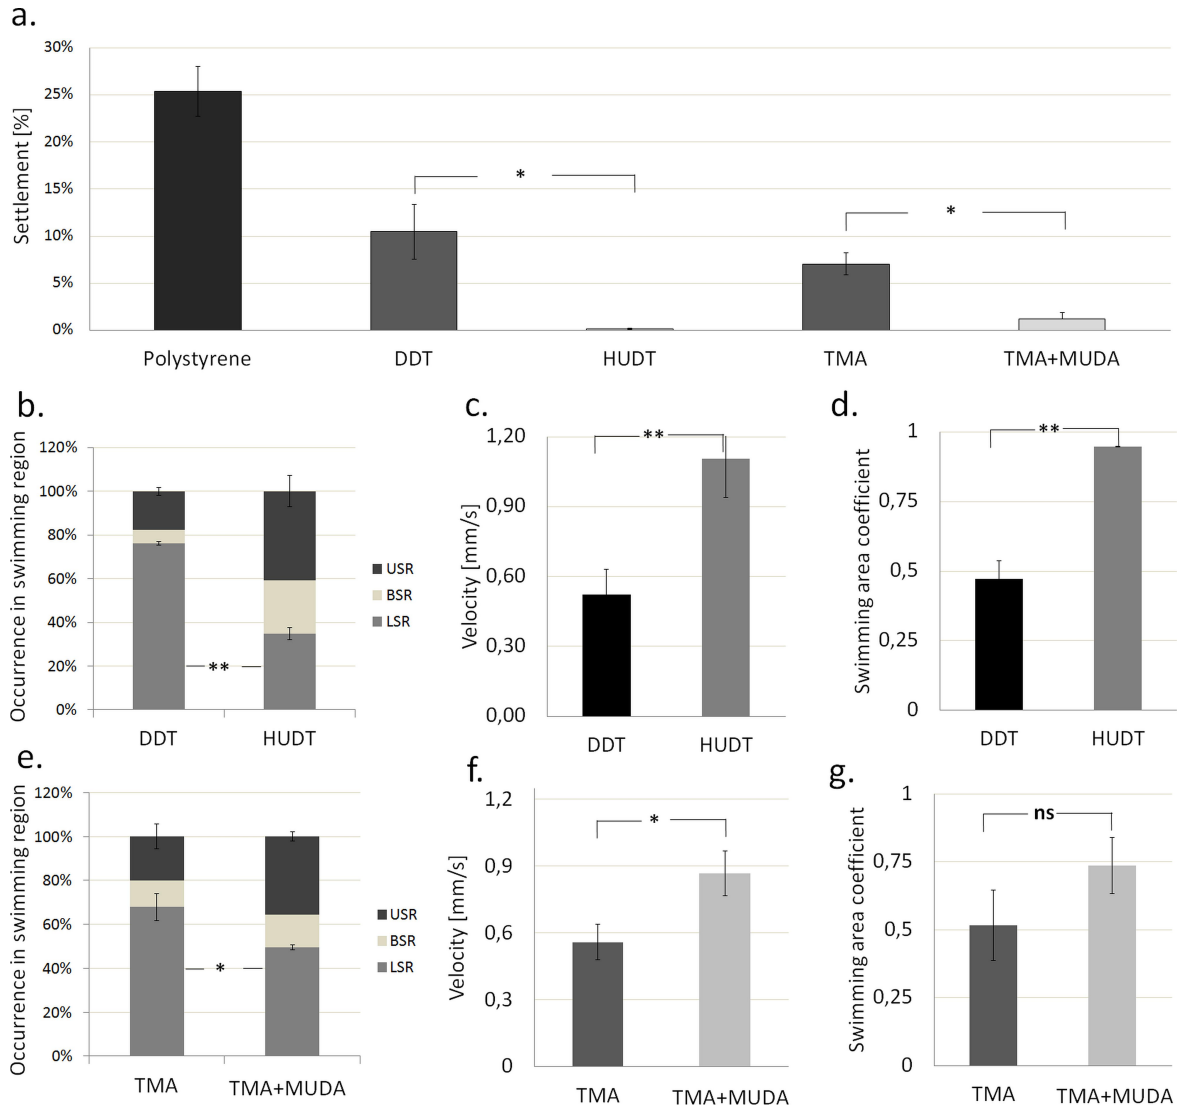 a.
Settlement [%]
30%
25%
20%
15%
10%
5%
0%
*
*
Polystyrene DDT HUDT TMA TMA+MUDA
b.
Occurrence in swimming region
120%
100%
80%
60%
40%
20%
0%
**
DDT HUDT
USR
BSR
LSR
c.
Velocity [mm/s]
1,20
0,90
0,60
0,30
0,00
**
DDT HUDT
d.
Swimming area coefficient
1
0,75
0,5
0,25
0
**
DDT HUDT
e.
Occurrence in swimming region
120%
100%
80%
60%
40%
20%
0%
*
TMA TMA+MUDA
USR
BSR
LSR
f.
Velocity [mm/s]
1,2
0,9
0,6
0,3
0
*
TMA TMA+MUDA
g.
Swimming area coefficient
1
0,75
0,5
0,25
0
ns
TMA TMA+MUDA